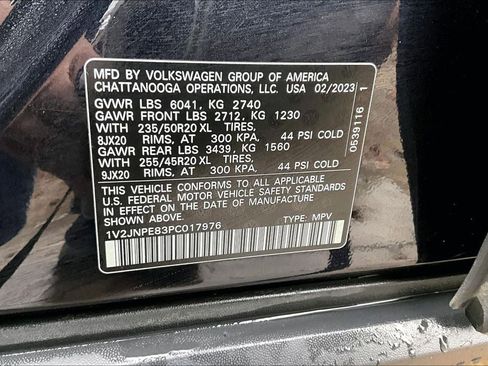 MFD BY VOLKSWAGEN GROUP OF AMERICA
CHATTANOOGA OPERATIONS, LLC. USA 02/2023
GVWR LBS 6041, KG 2740
GAWR FRONT LBS 2712, KG 1230
WITH 235/50R20 XL TIRES,
8JX20 RIMS, AT 300 KPA, 44 PSI COLD
GAWR REAR LBS 3439, KG 1560
WITH 255/45R20 XL TIRES,
9JX20 RIMS, AT 300 KPA, 44 PSI COLD
THIS VEHICLE CONFORMS TO ALL APPLICABLE
U.S. FEDERAL MOTOR VEHICLE SAFETY STANDARDS
IN EFFECT ON THE DATE OF MANUFACTURE
SHOWN ABOVE.
1V2JNPE83PC017976 TYPE: MPV
0539116 1